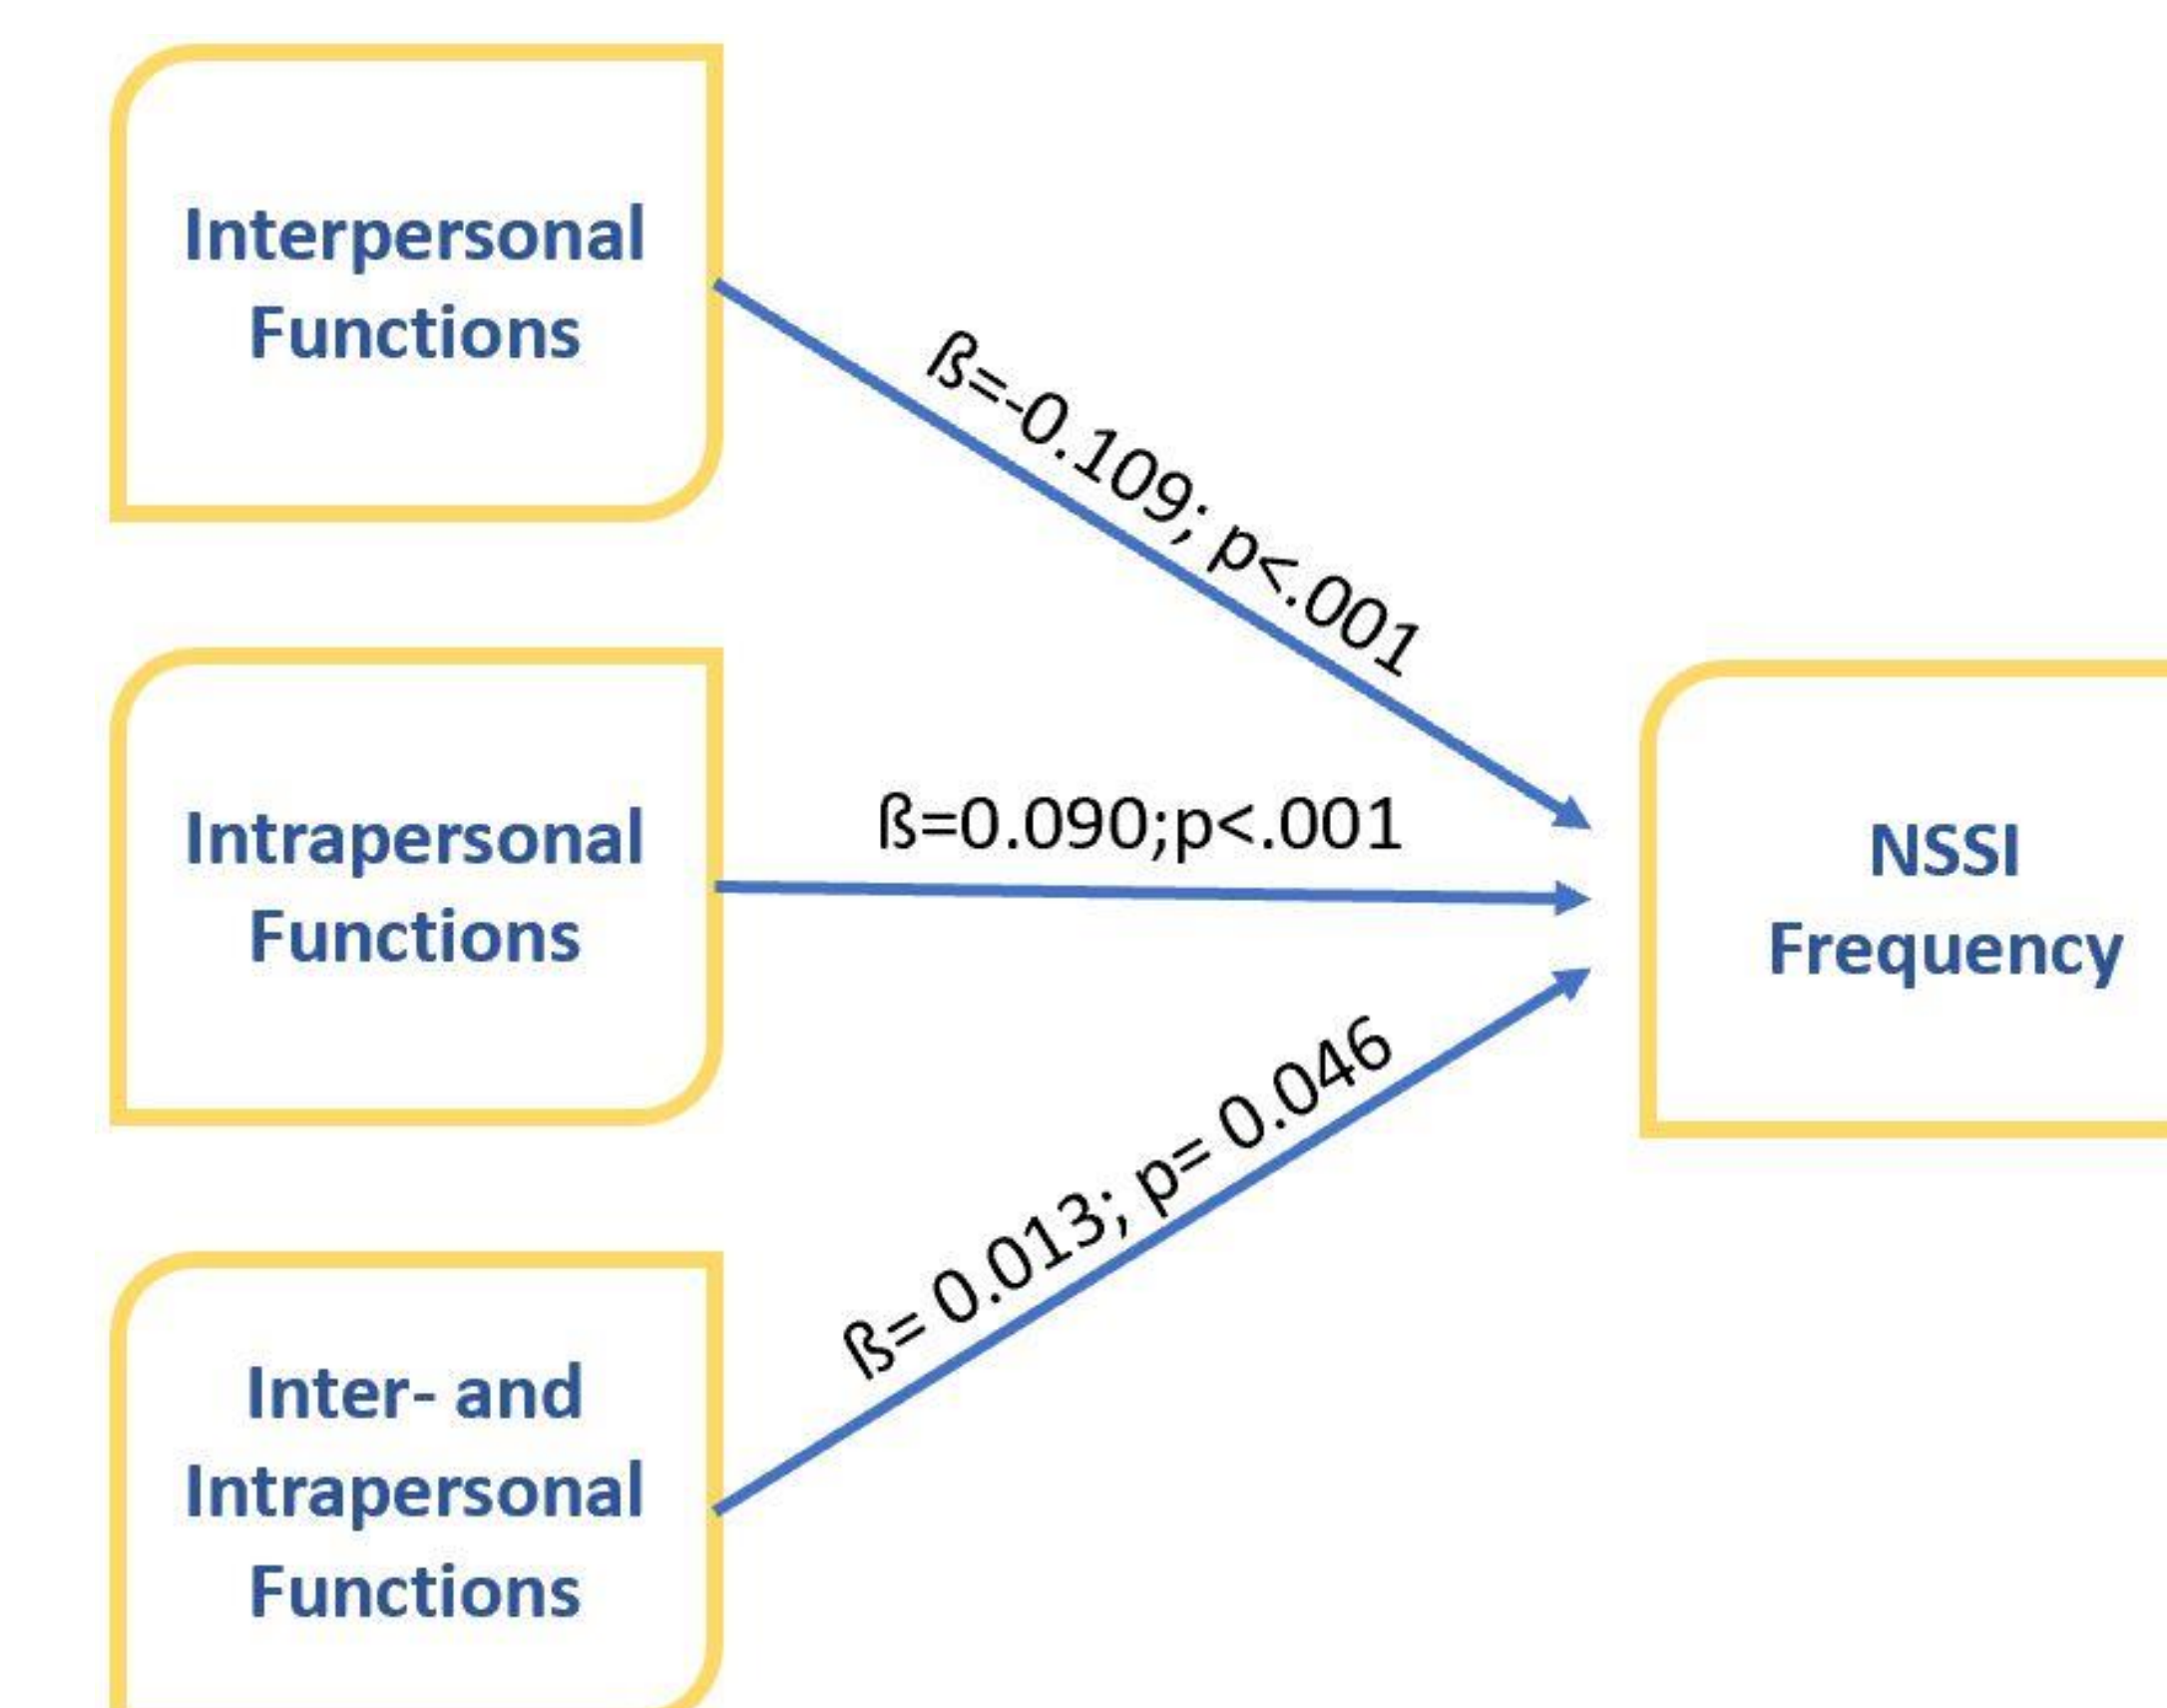 Interpersonal
Functions
ß=-0.109; p<.001
Intrapersonal
Functions
ß=0.090;p<.001
NSSI
Frequency
ß= 0.013; p= 0.046
Inter- and
Intrapersonal
Functions